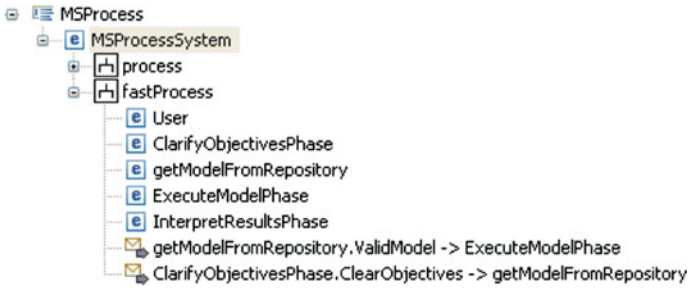 MSProcess
MSProcessSystem
process
fastProcess
User
ClarifyObjectivesPhase
getModelFromRepository
ExecuteModelPhase
InterpretResultsPhase
getModelFromRepository.ValidModel -> ExecuteModelPhase
ClarifyObjectivesPhase.ClearObjectives -> getModelFromRepository